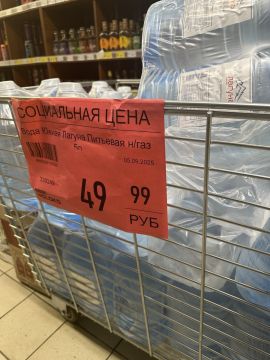 СОЦИАЛЬНАЯ ЦЕНА
Вода Южная Лагуна Питьевая н/газ
5л
05.09.2025
49 99
РУБ